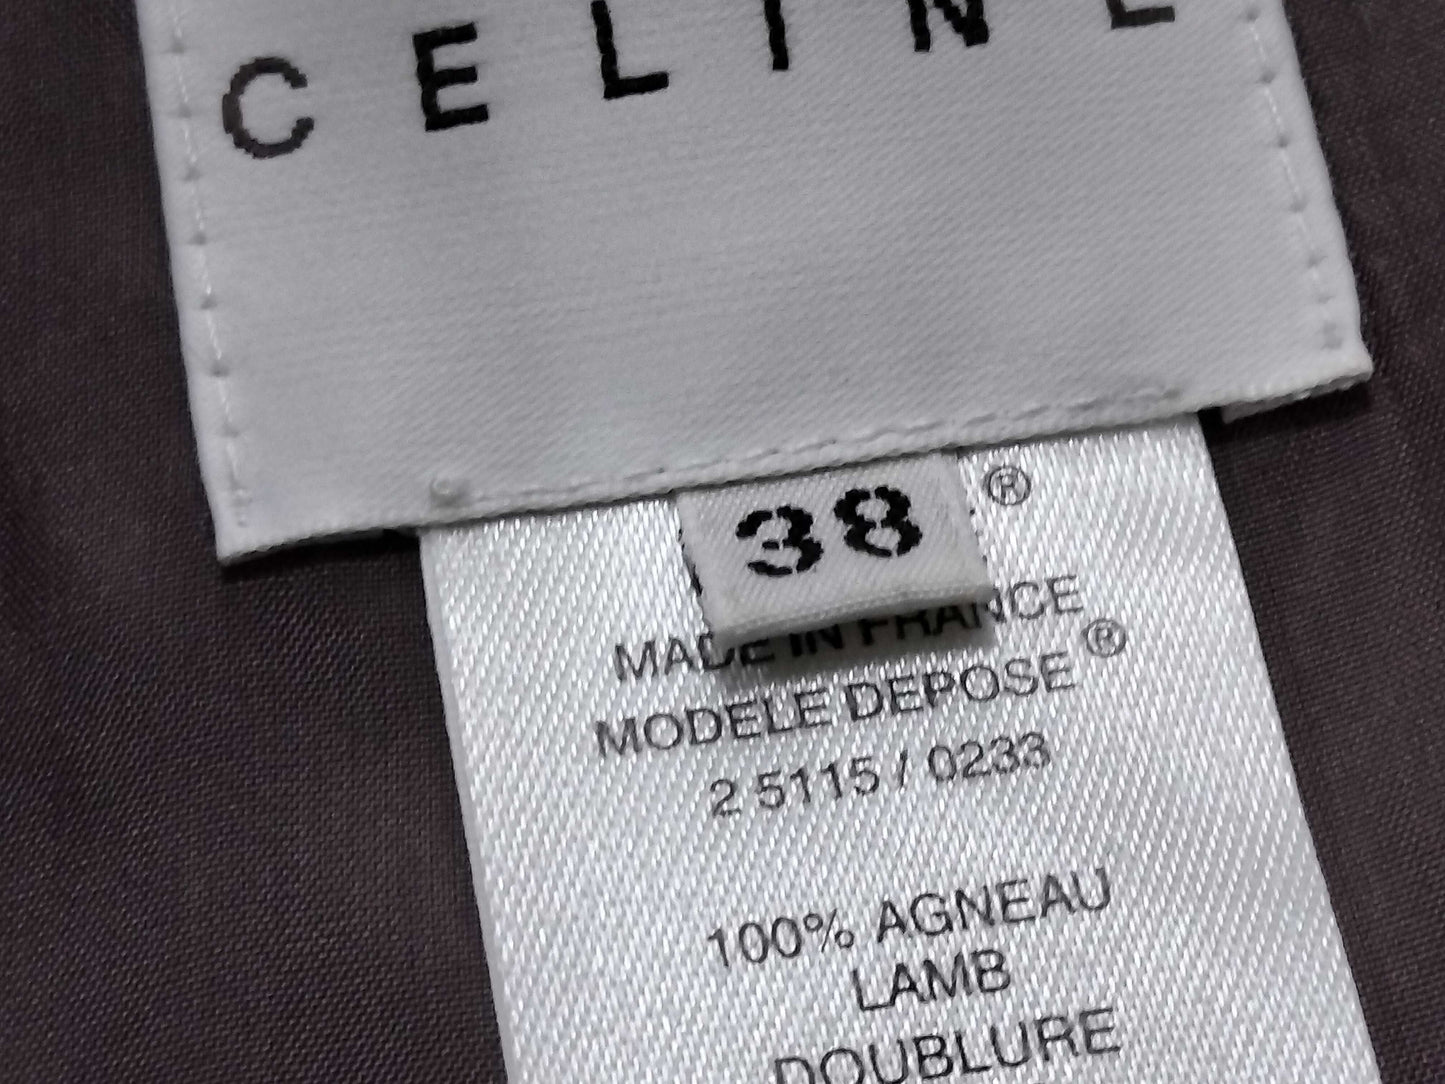 CELINE
38
®
MADE IN FRANCE
MODELE DEPOSE ®
2 5115 / 0233
100% AGNEAU
LAMB
DOUBLURE